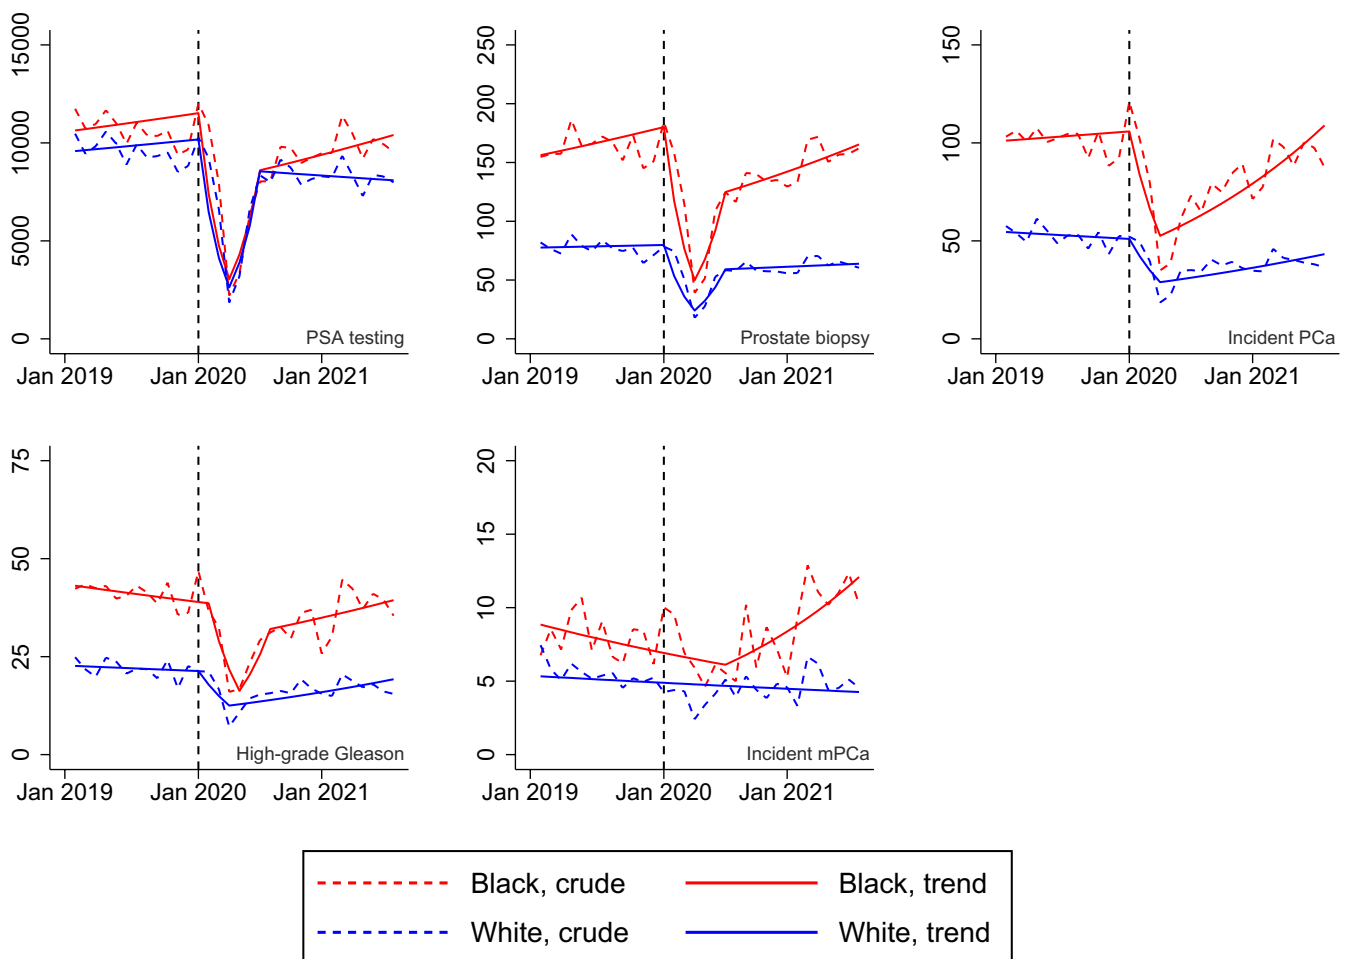 15000
10000
5000
0
PSA testing
Jan 2019 Jan 2020 Jan 2021
250
200
150
100
50
0
Prostate biopsy
Jan 2019 Jan 2020 Jan 2021
150
100
50
0
Incident PCa
Jan 2019 Jan 2020 Jan 2021
75
50
25
0
High-grade Gleason
Jan 2019 Jan 2020 Jan 2021
20
15
10
5
0
Incident mPCa
Jan 2019 Jan 2020 Jan 2021
Black, crude Black, trend
White, crude White, trend